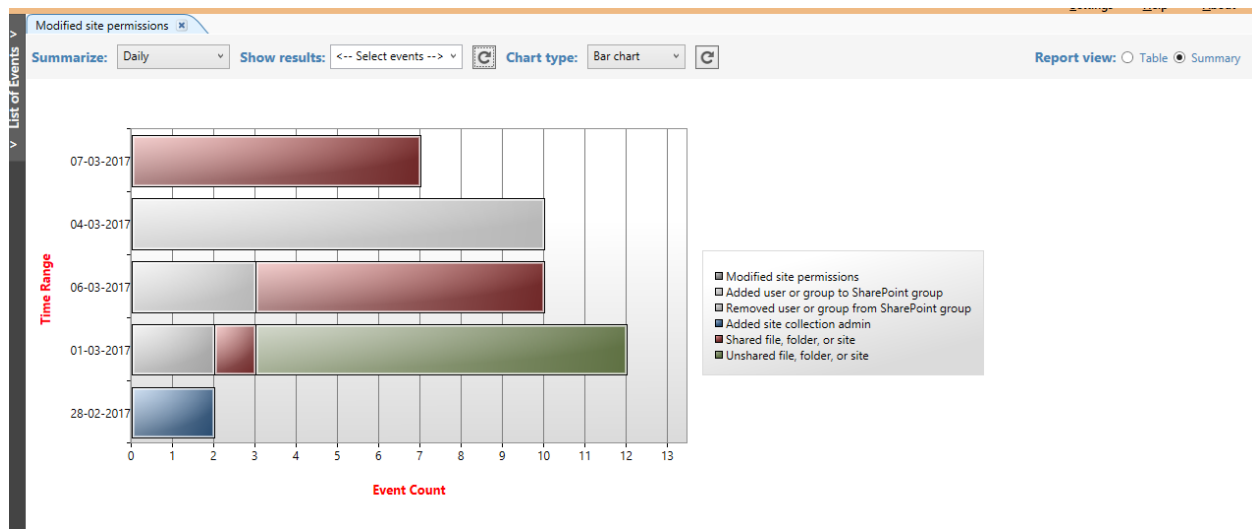 Modified site permissions
Summarize: Daily Show results: <-- Select events --> Chart type: Bar chart Report view: Table Summary
> List of Events >
07-03-2017
04-03-2017
06-03-2017
01-03-2017
28-02-2017
Time Range
0 1 2 3 4 5 6 7 8 9 10 11 12 13
Event Count
Modified site permissions
Added user or group to SharePoint group
Removed user or group from SharePoint group
Added site collection admin
Shared file, folder, or site
Unshared file, folder, or site